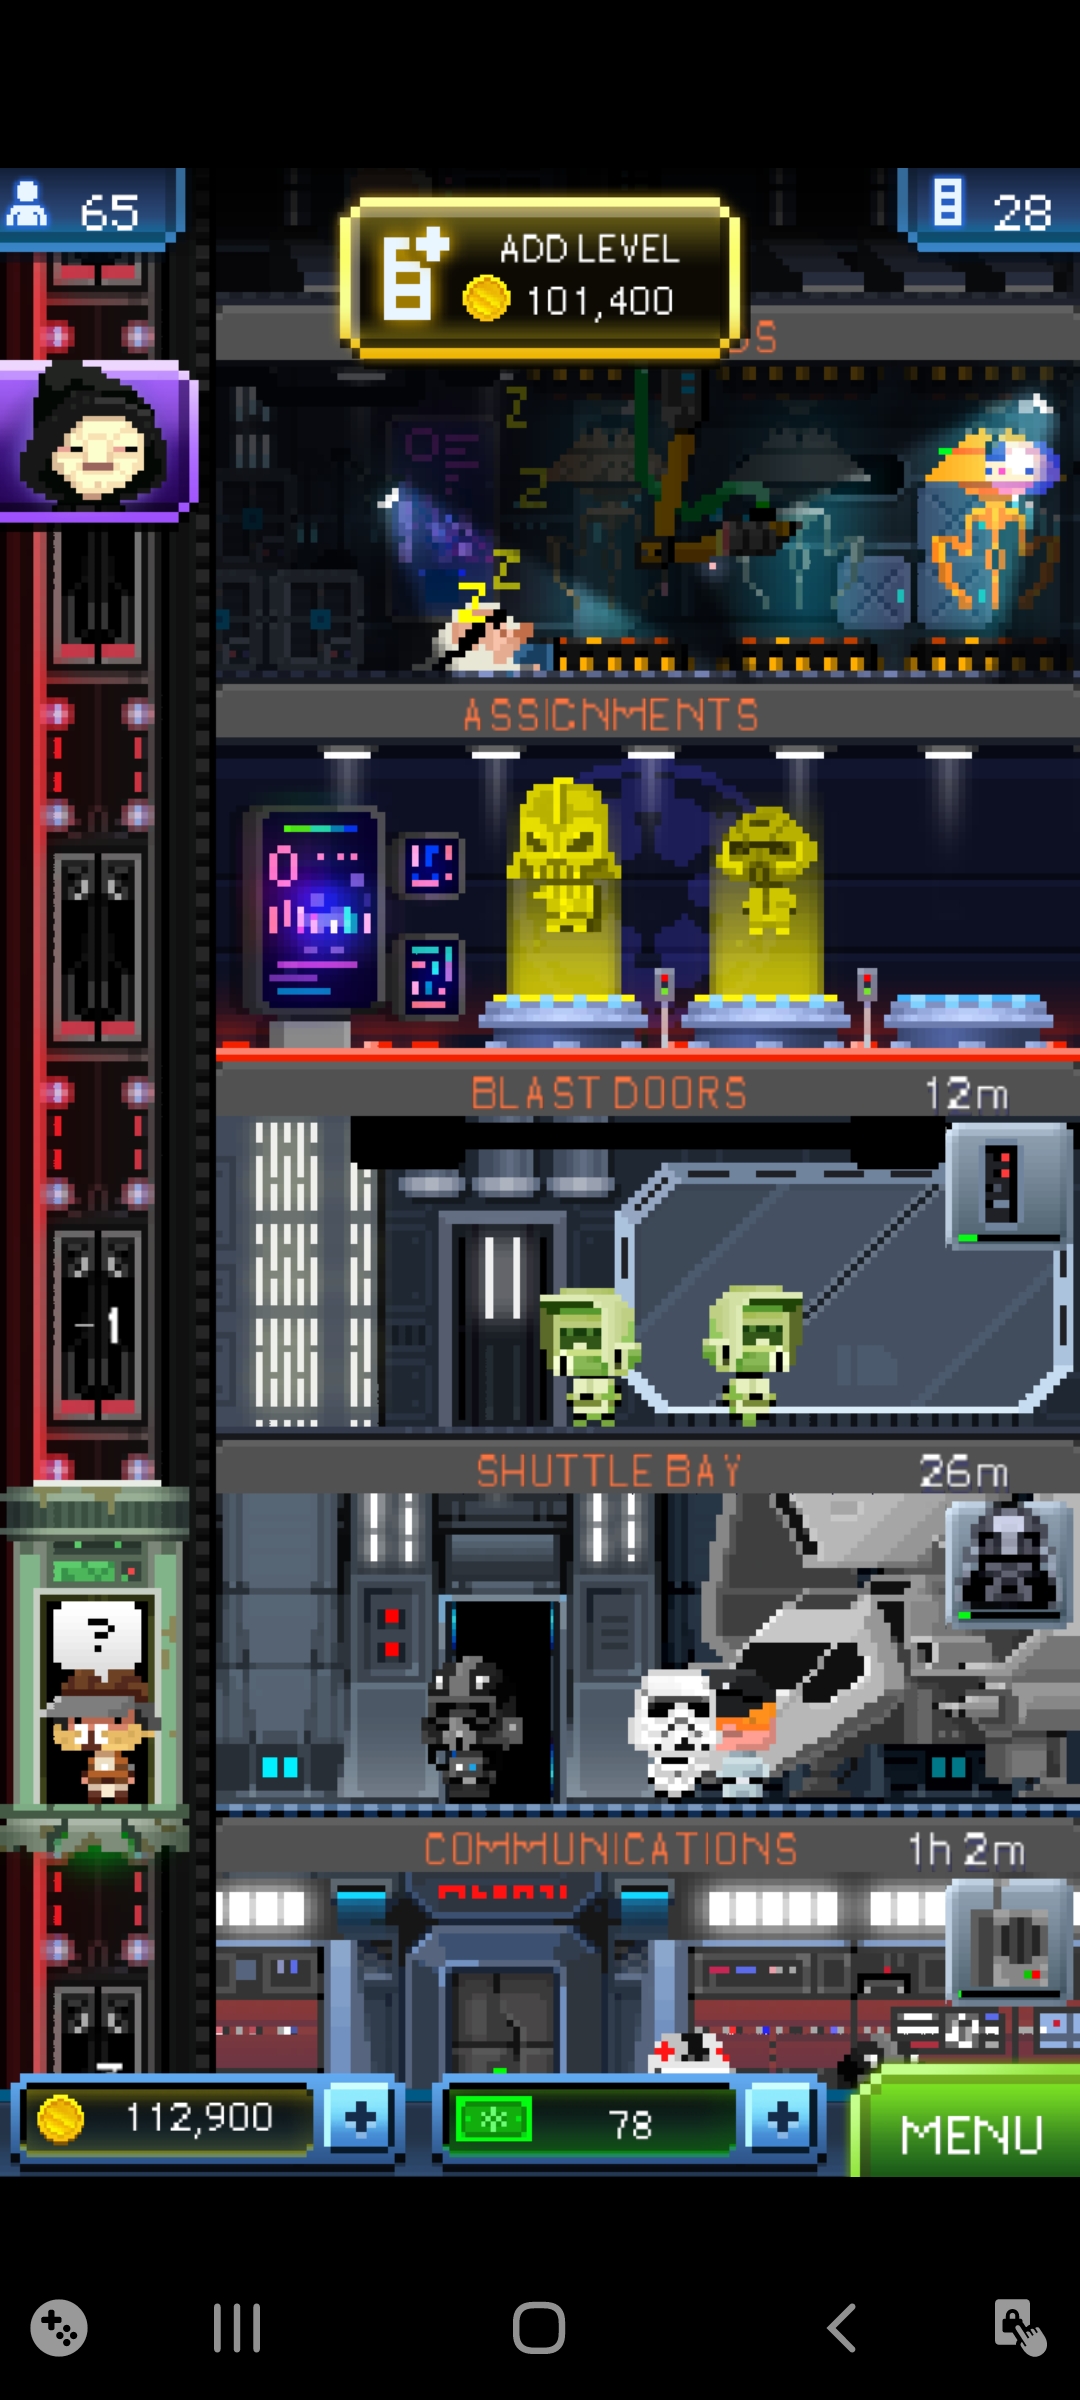 65
28
ADD LEVEL
101,400
DS
Z
Z
Z
Z
ASSIGNMENTS
BLAST DOORS 12m
-1
SHUTTLE BAY 26m
?
COMMUNICATIONS 1h 2m
112,900
78
MENU